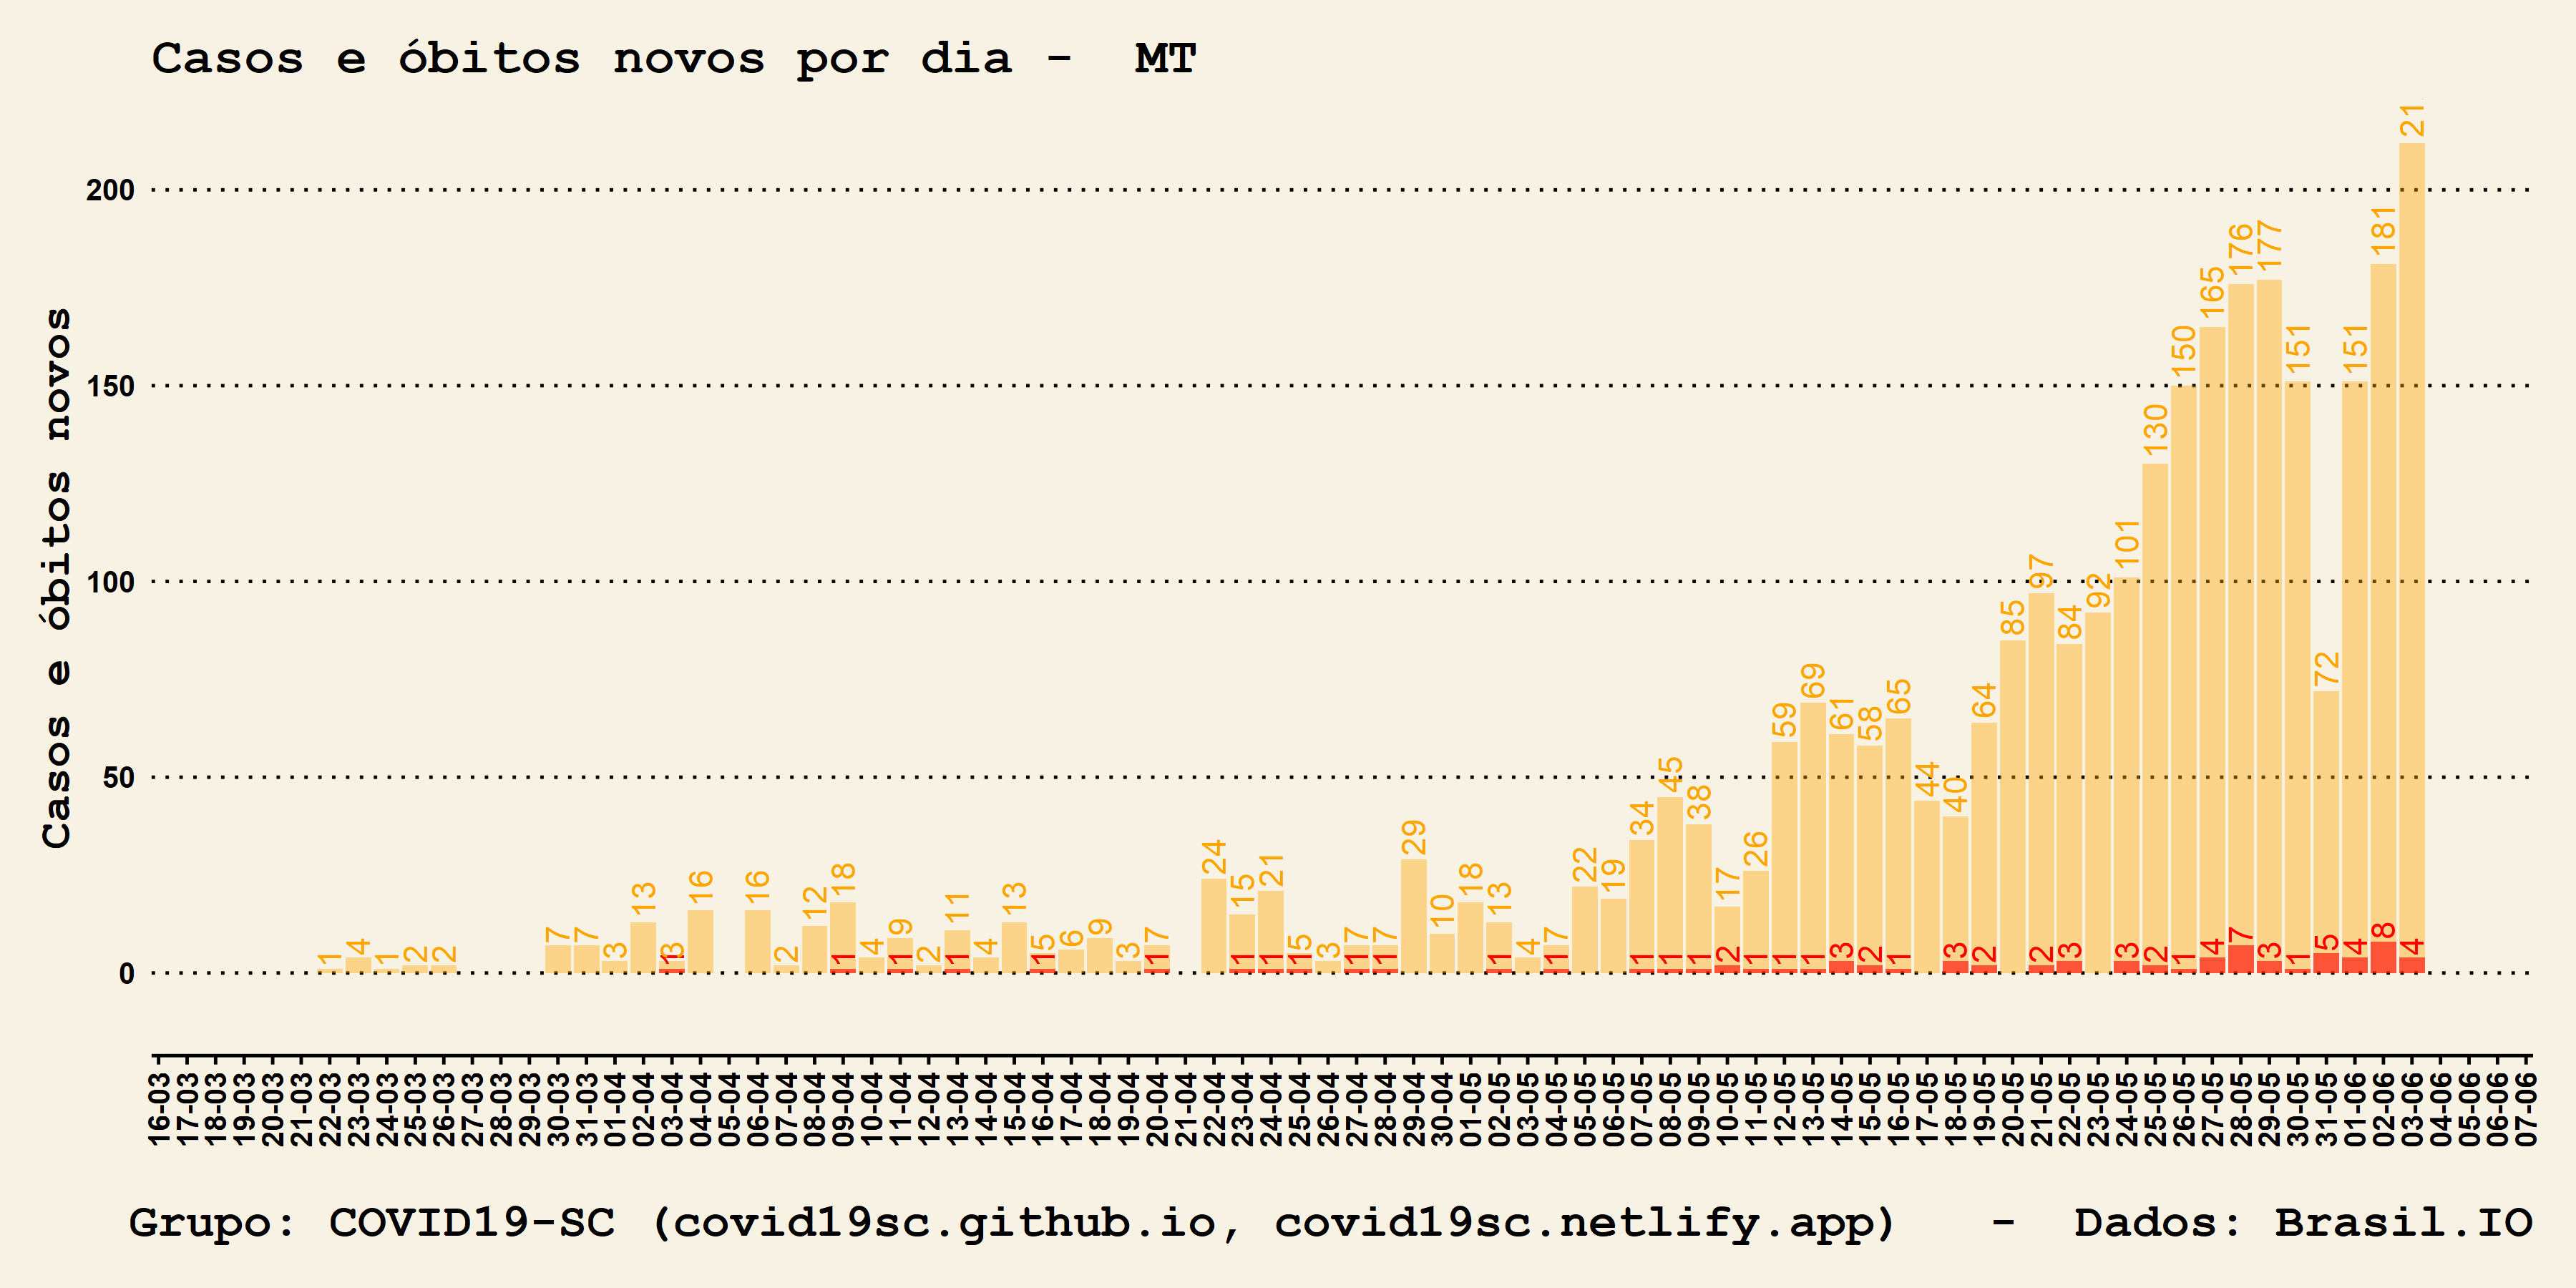 Casos e óbitos novos por dia - MT
Casos e óbitos novos
200
150
100
50
0
1 4 1 2 2 7 7 3 13 3 16 16 2 12 18 4 9 2 11 4 13 5 6 9 3 7 24 15 21 5 3 7 7 29 10 18 13 4 7 22 19 34 45 38 17 26 59 69 61 58 65 44 40 64 85 97 84 92 101 130 150 165 176 177 151 72 151 181 21
1 1 1 1 1 1 1 1 1 1 1 1 1 1 1 1 2 1 1 1 3 2 1 3 2 2 3 3 2 1 4 7 3 1 5 4 8 4
16-03 17-03 18-03 19-03 20-03 21-03 22-03 23-03 24-03 25-03 26-03 27-03 28-03 29-03 30-03 31-03 01-04 02-04 03-04 04-04 05-04 06-04 07-04 08-04 09-04 10-04 11-04 12-04 13-04 14-04 15-04 16-04 17-04 18-04 19-04 20-04 21-04 22-04 23-04 24-04 25-04 26-04 27-04 28-04 29-04 30-04 01-05 02-05 03-05 04-05 05-05 06-05 07-05 08-05 09-05 10-05 11-05 12-05 13-05 14-05 15-05 16-05 17-05 18-05 19-05 20-05 21-05 22-05 23-05 24-05 25-05 26-05 27-05 28-05 29-05 30-05 31-05 01-06 02-06 03-06 04-06 05-06 06-06 07-06
Grupo: COVID19-SC (covid19sc.github.io, covid19sc.netlify.app) - Dados: Brasil.IO